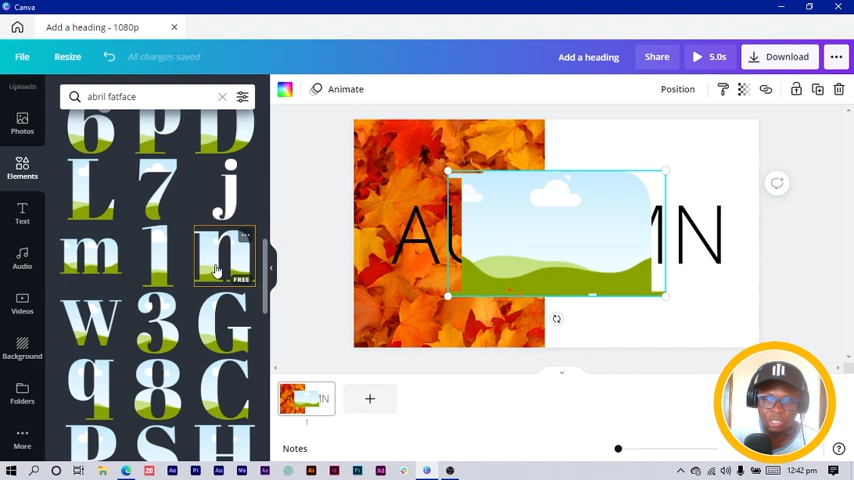 Canva
Add a heading - 1080p
File
Resize
All changes saved
Add a heading
Share
5.0s
Download
Uploads
abril fatface
Animate
Position
Photos
Elements
Text
Audio
Videos
Background
Folders
More
6 P D
L 7 j
m 1 n
FREE
w 3 G
q 8 C
P S H
AU MN
MN
1
Notes
12:42 pm